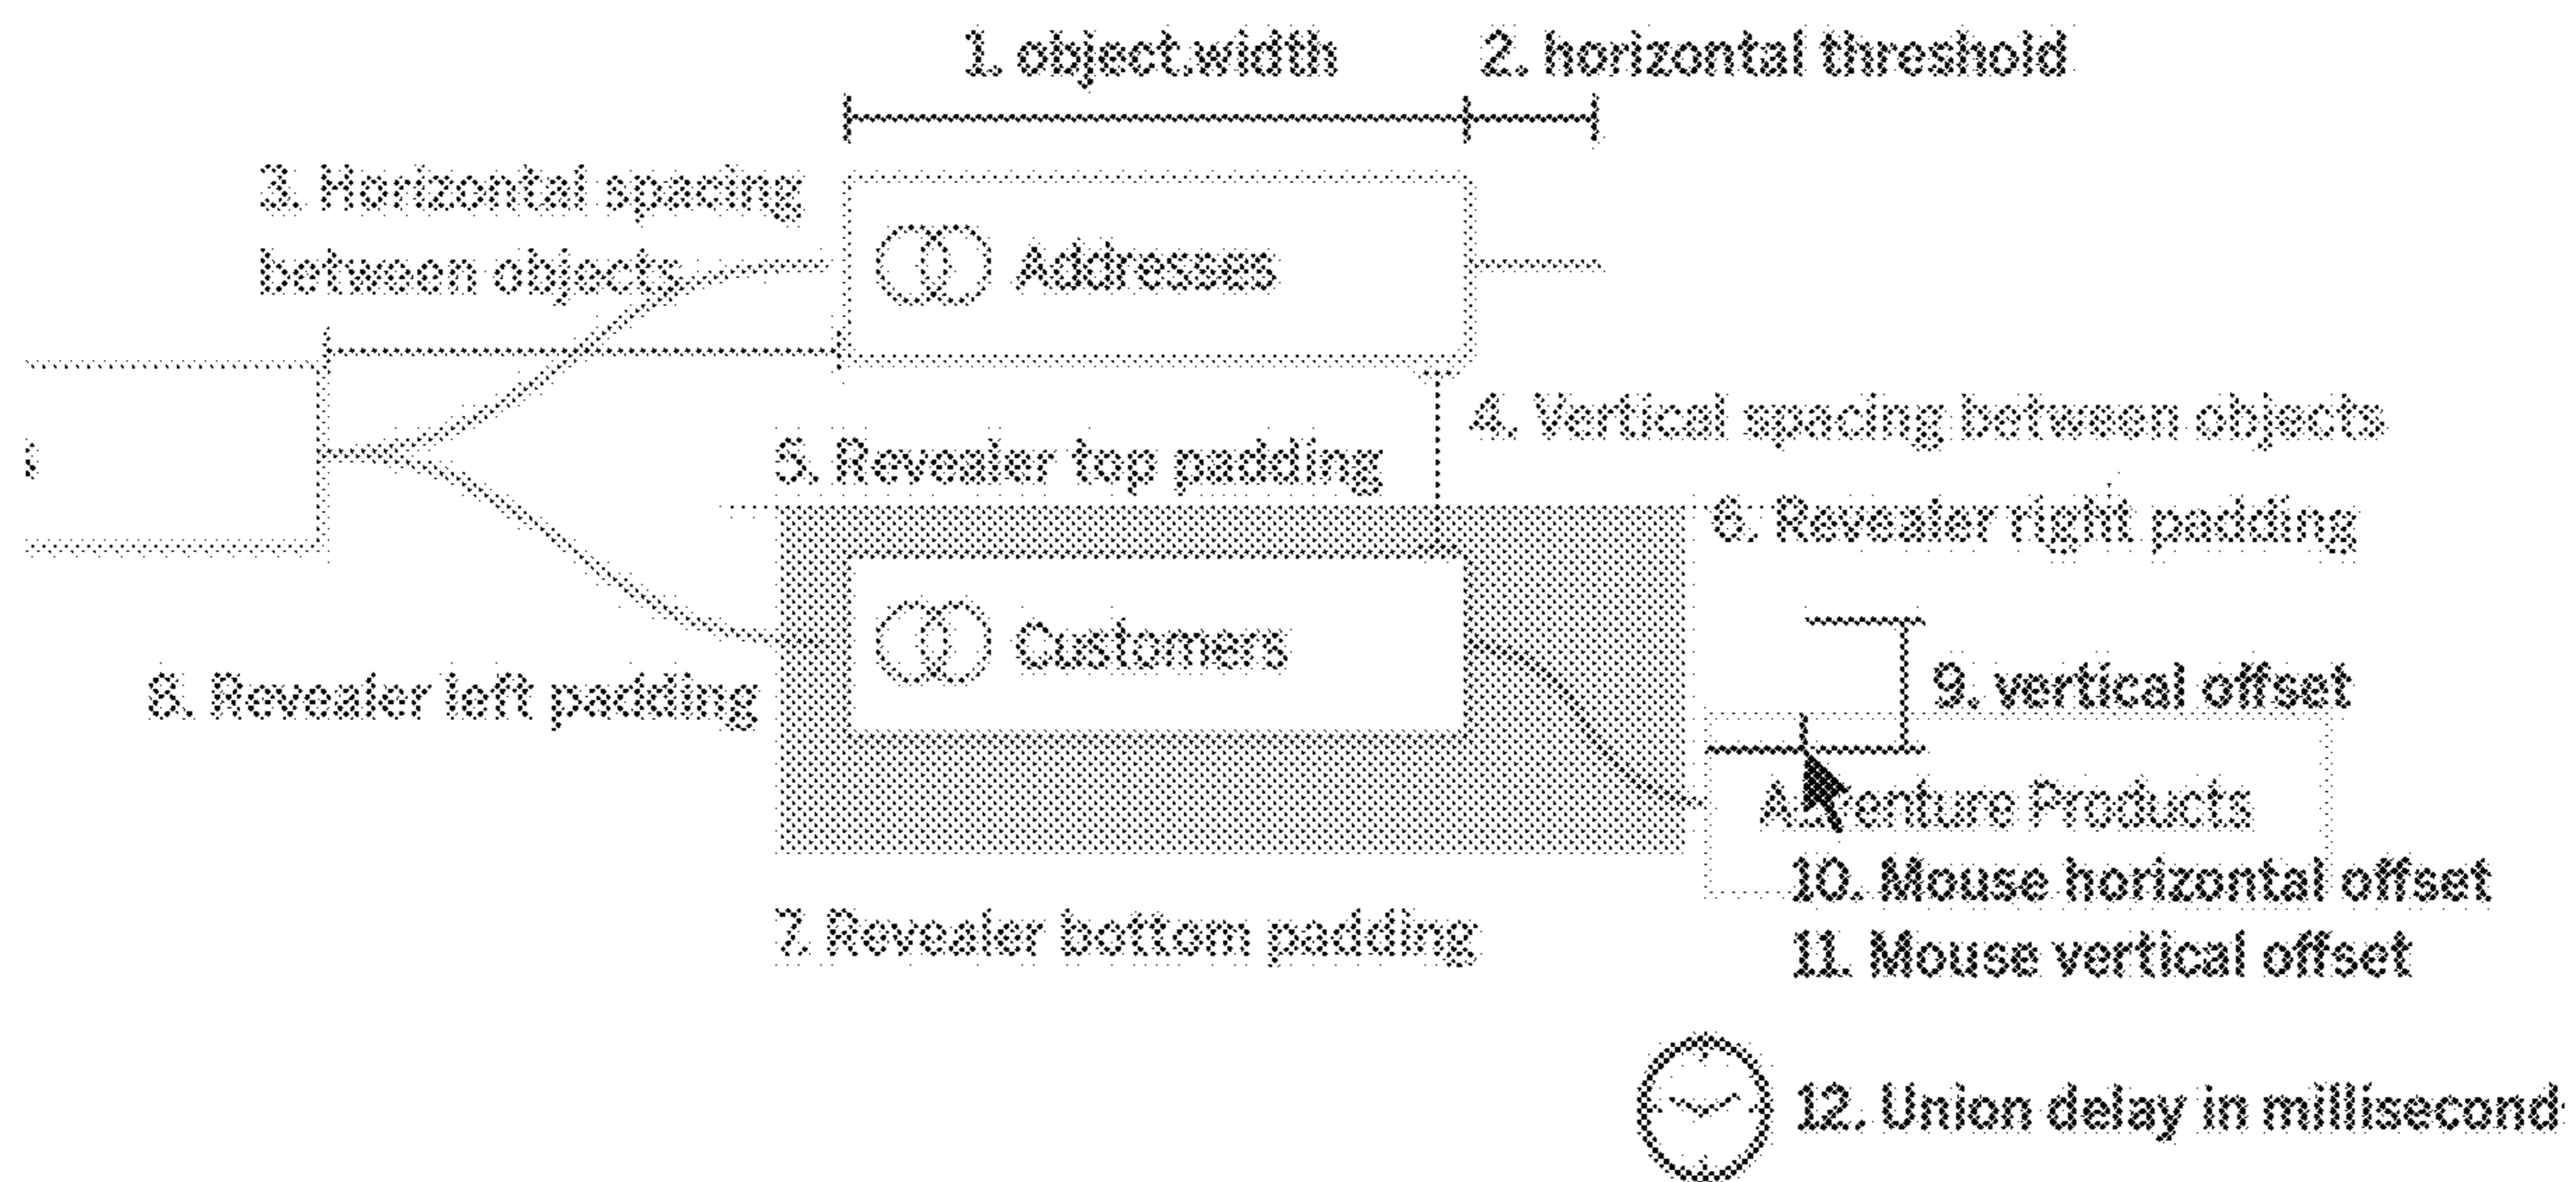 1. object.width
2. horizontal threshold
3. Horizontal spacing
between objects
Addresses
4. Vertical spacing between objects
5. Revealer top padding
6. Revealer right padding
Customers
8. Revealer left padding
9. vertical offset
Products
10. Mouse horizontal offset
7. Revealer bottom padding
11. Mouse vertical offset
12. Union delay in millisecond